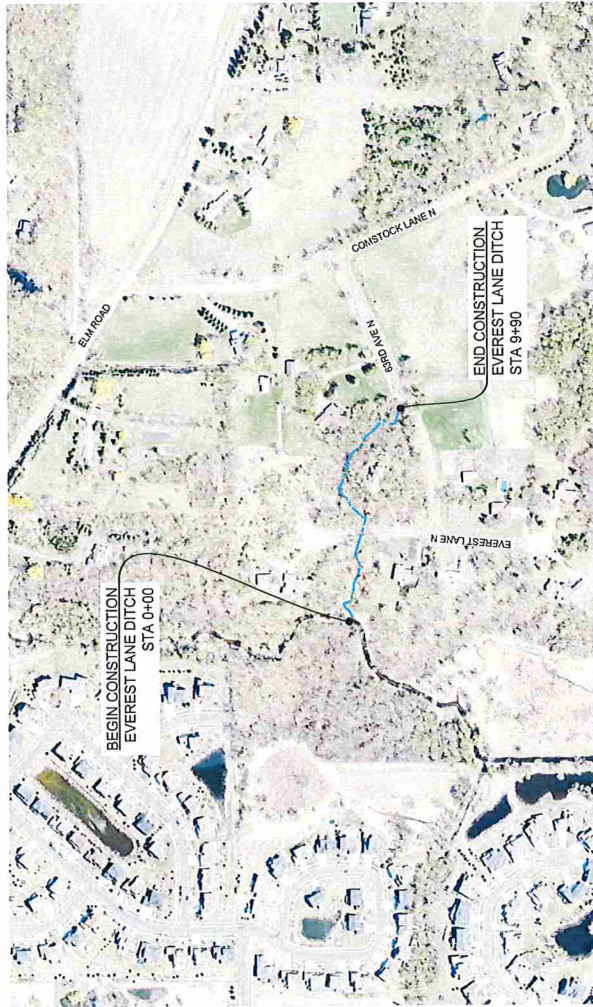 ELM ROAD
BEGIN CONSTRUCTION
EVEREST LANE DITCH
STA 0+00
COMSTOCK LANE N
63RD AVE N
END CONSTRUCTION
EVEREST LANE DITCH
STA 9+90
EVEREST LANE N